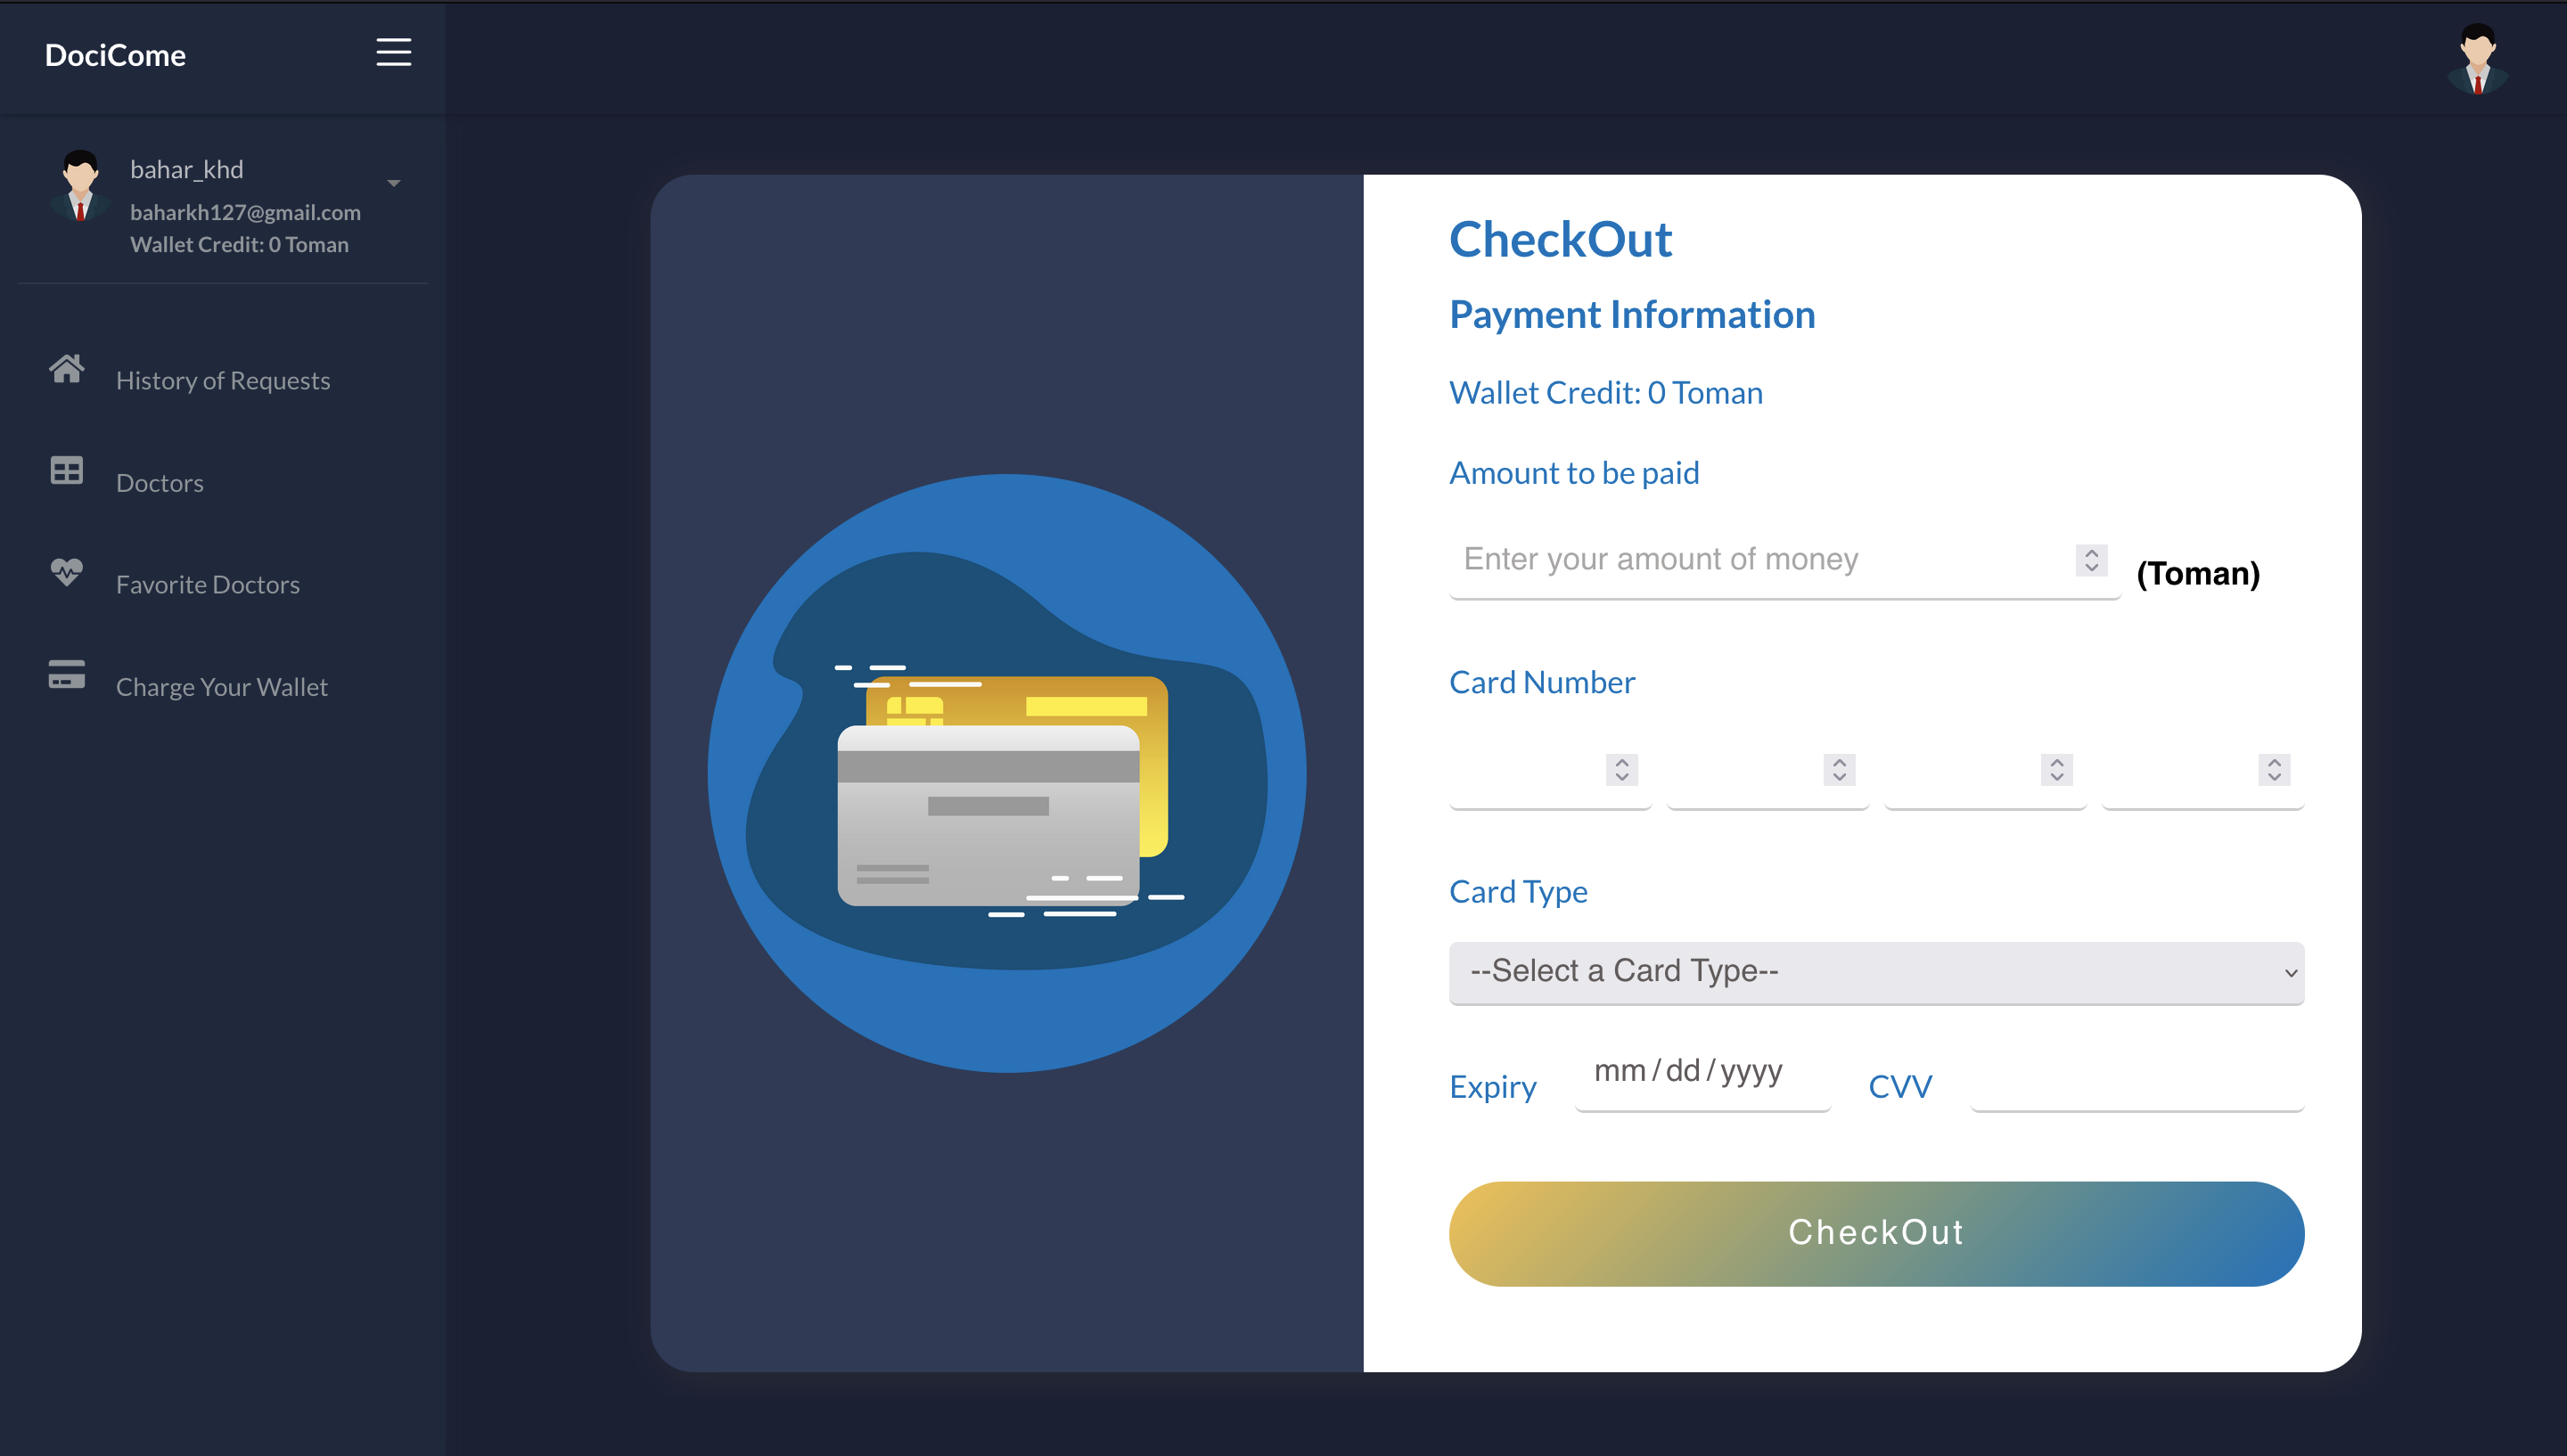 DociCome
bahar_khd
baharkh127@gmail.com
Wallet Credit: 0 Toman
History of Requests
Doctors
Favorite Doctors
Charge Your Wallet
CheckOut
Payment Information
Wallet Credit: 0 Toman
Amount to be paid
Enter your amount of money
(Toman)
Card Number
Card Type
--Select a Card Type--
Expiry mm/dd/yyyy CVV
CheckOut